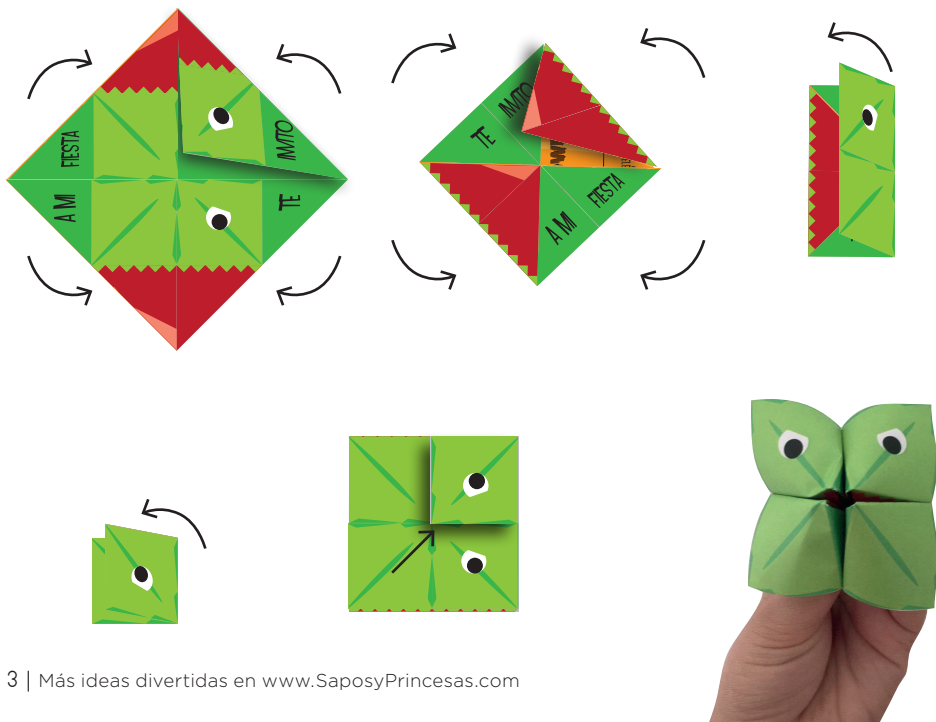 FIESTA
INVITO
A MI
TE
TE
INVITO
A MI
FIESTA
3 | Más ideas divertidas en www.SaposyPrincesas.com